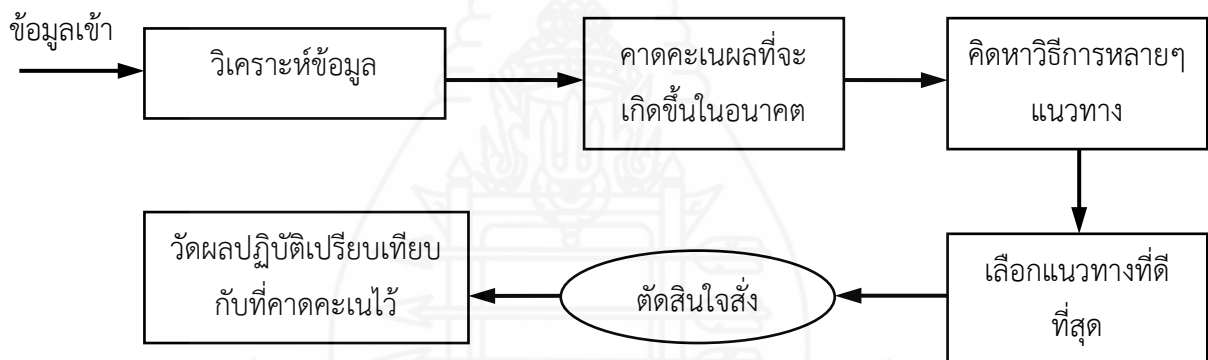 ข้อมูลเข้า
วิเคราะห์ข้อมูล
คาดคะเนผลที่จะ
เกิดขึ้นในอนาคต
คิดหาวิธีการหลายๆ
แนวทาง
เลือกแนวทางที่ดี
ที่สุด
ตัดสินใจสั่ง
วัดผลปฏิบัติเปรียบเทียบ
กับที่คาดคะเนไว้